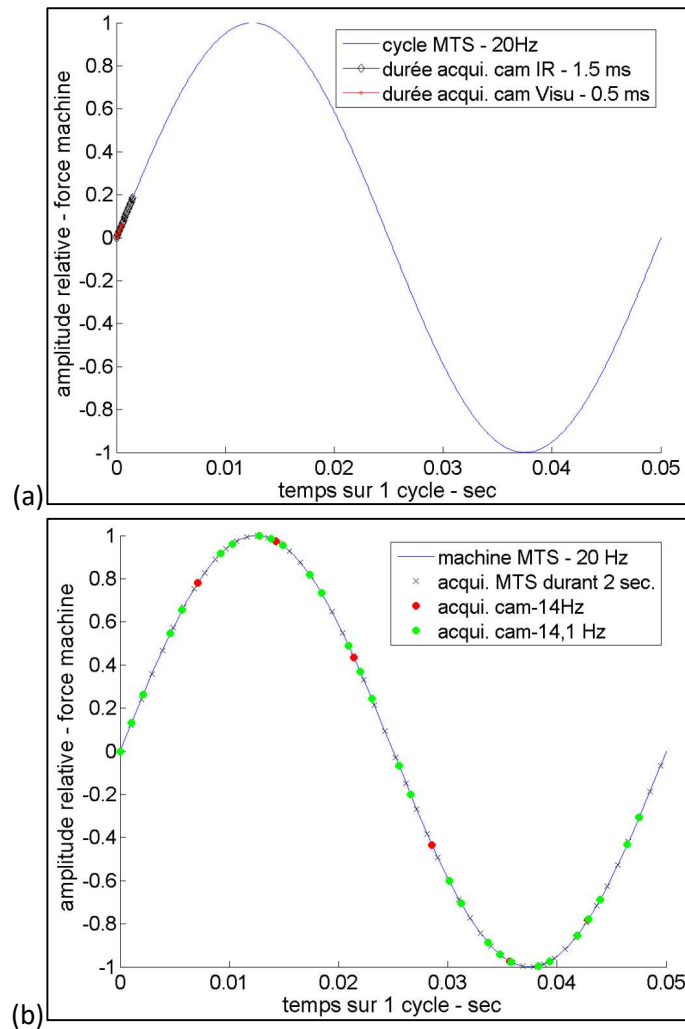 1
0.8
0.6
0.4
0.2
0
-0.2
-0.4
-0.6
-0.8
-1
amplitude relative - force machine
cycle MTS - 20Hz
durée acqui. cam IR - 1.5 ms
durée acqui. cam Visu - 0.5 ms
0 0.01 0.02 0.03 0.04 0.05
temps sur 1 cycle - sec
(a)
1
0.8
0.6
0.4
0.2
0
-0.2
-0.4
-0.6
-0.8
-1
amplitude relative - force machine
machine MTS - 20 Hz
acqui. MTS durant 2 sec.
acqui. cam-14Hz
acqui. cam-14,1 Hz
0 0.01 0.02 0.03 0.04 0.05
temps sur 1 cycle - sec
(b)